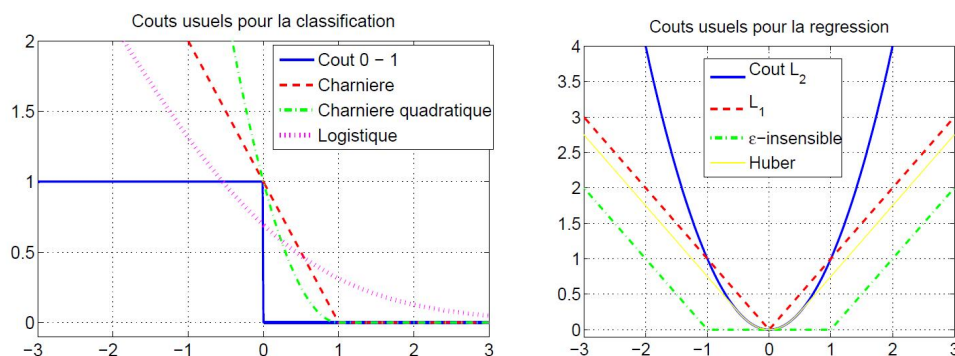 Couts usuels pour la classification
2
1.5
1
0.5
0
−3
−2
−1
0
1
2
3
Cout 0 − 1
Charniere
Charniere quadratique
Logistique
Couts usuels pour la regression
4
3.5
3
2.5
2
1.5
1
0.5
0
−3
−2
−1
0
1
2
3
Cout L2
L1
ε−insensible
Huber